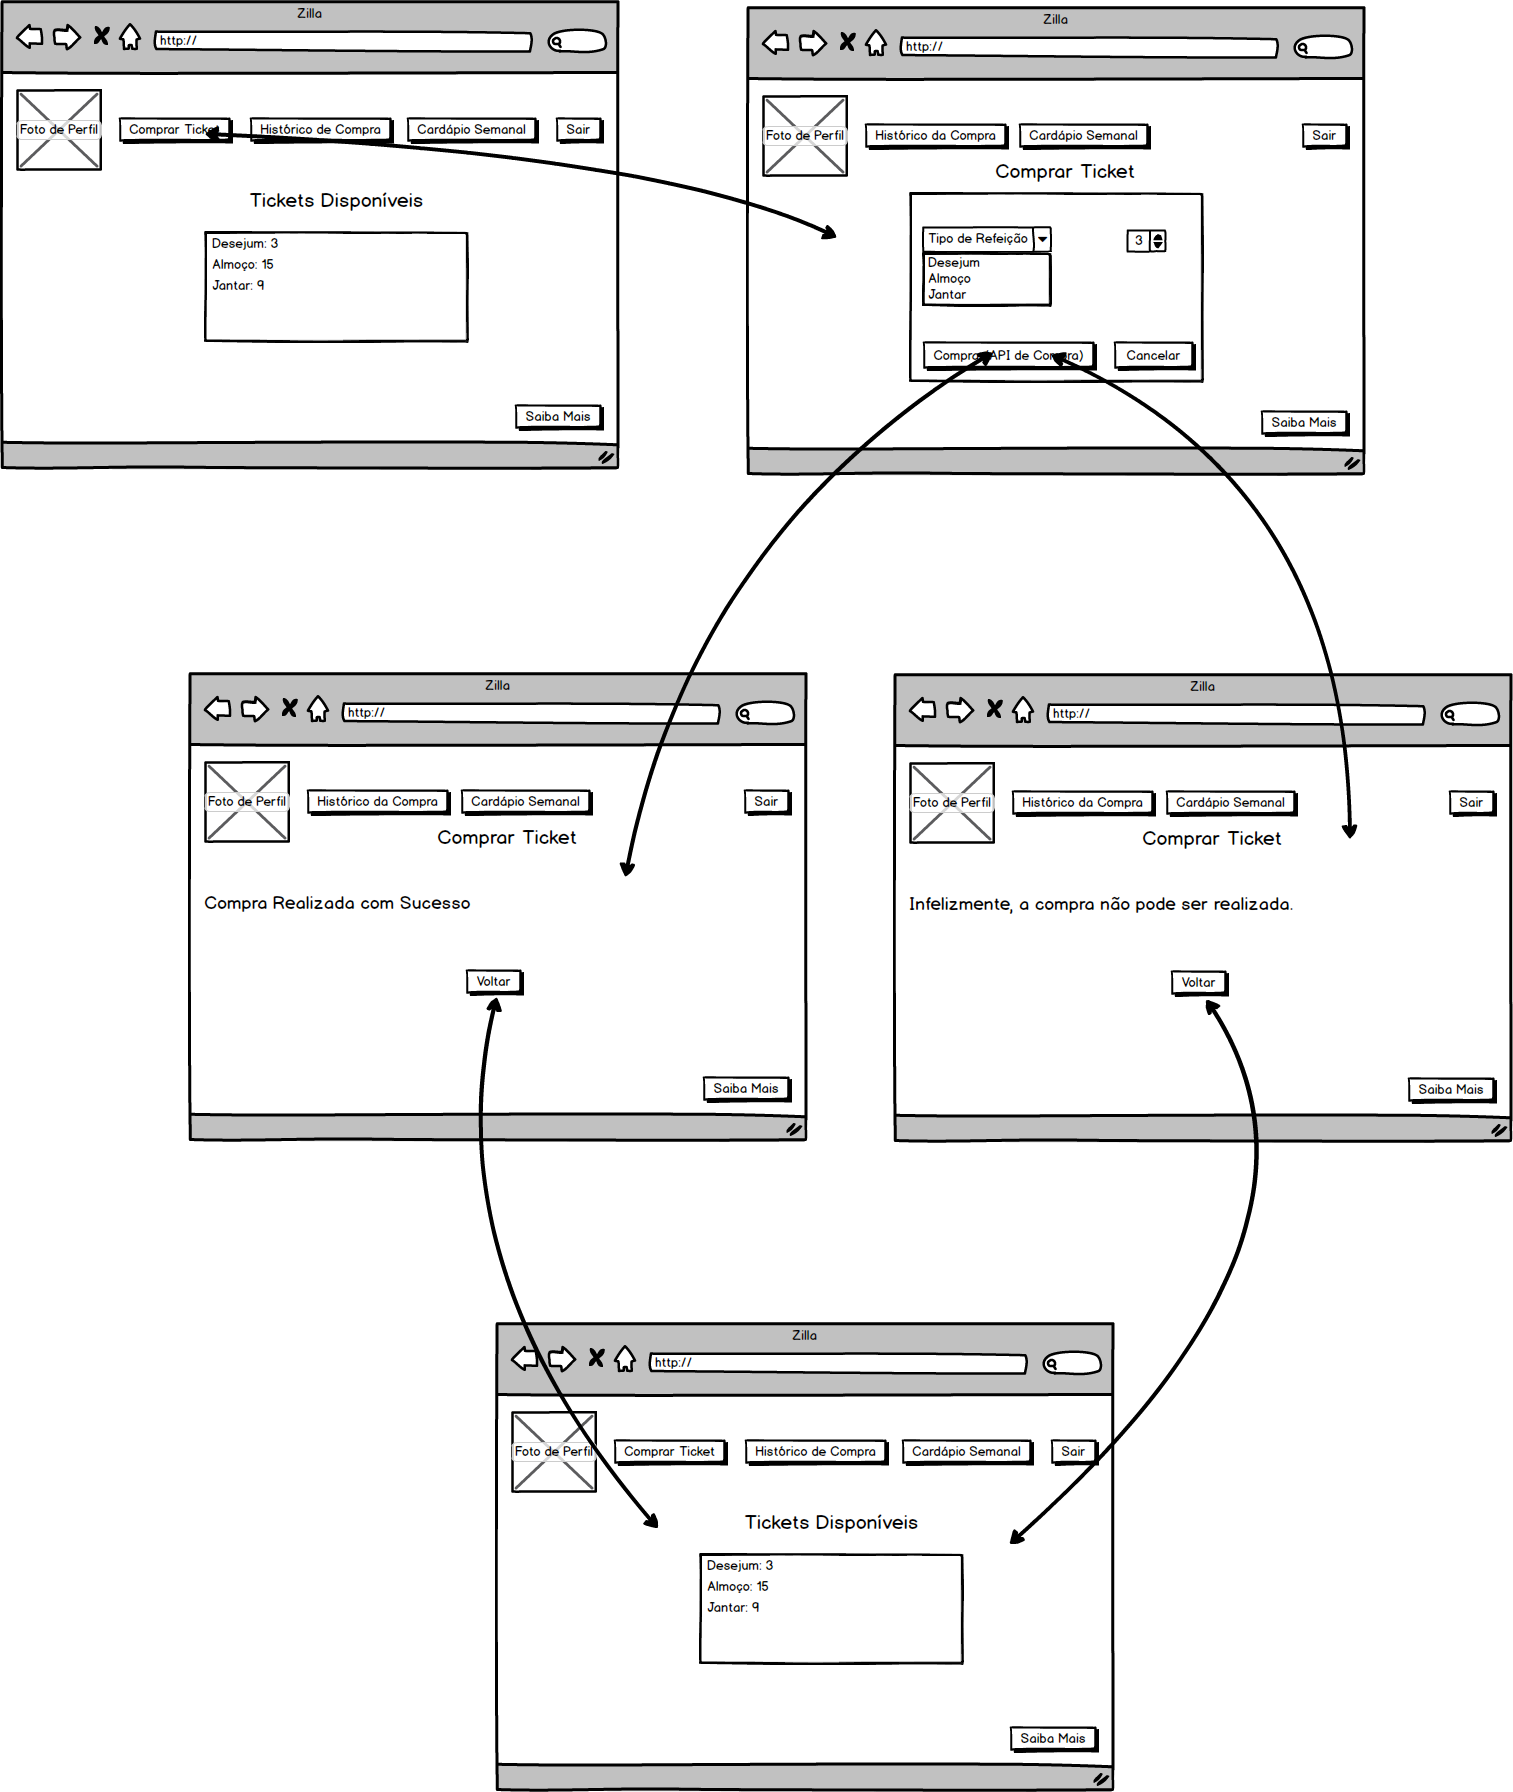 Zilla
http://
Foto de Perfil
Comprar Ticket
Histórico de Compra
Cardápio Semanal
Sair
Tickets Disponíveis
Desejum: 3
Almoço: 15
Jantar: 9
Saiba Mais
Zilla
http://
Foto de Perfil
Histórico da Compra
Cardápio Semanal
Sair
Comprar Ticket
Tipo de Refeição
3
Desejum
Almoço
Jantar
Comprar (API de Compra)
Cancelar
Saiba Mais
Zilla
http://
Foto de Perfil
Histórico da Compra
Cardápio Semanal
Sair
Comprar Ticket
Compra Realizada com Sucesso
Voltar
Saiba Mais
Zilla
http://
Foto de Perfil
Histórico da Compra
Cardápio Semanal
Sair
Comprar Ticket
Infelizmente, a compra não pode ser realizada.
Voltar
Saiba Mais
Zilla
http://
Foto de Perfil
Comprar Ticket
Histórico de Compra
Cardápio Semanal
Sair
Tickets Disponíveis
Desejum: 3
Almoço: 15
Jantar: 9
Saiba Mais